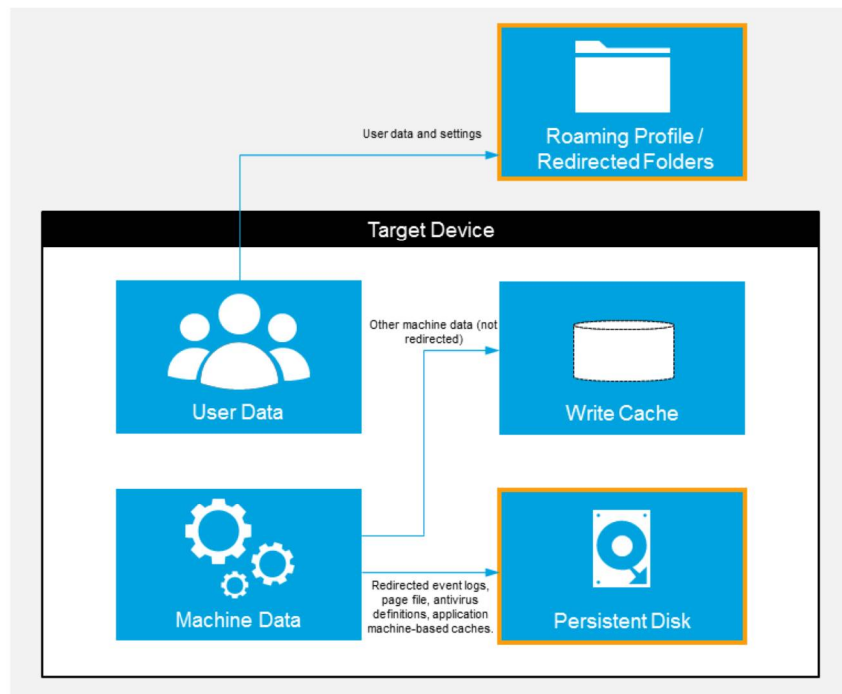 User data and settings
Roaming Profile /
Redirected Folders
Target Device
User Data
Other machine data (not
redirected)
Write Cache
Machine Data
Redirected event logs,
page file, antivirus
definitions, application
machine-based caches.
Persistent Disk